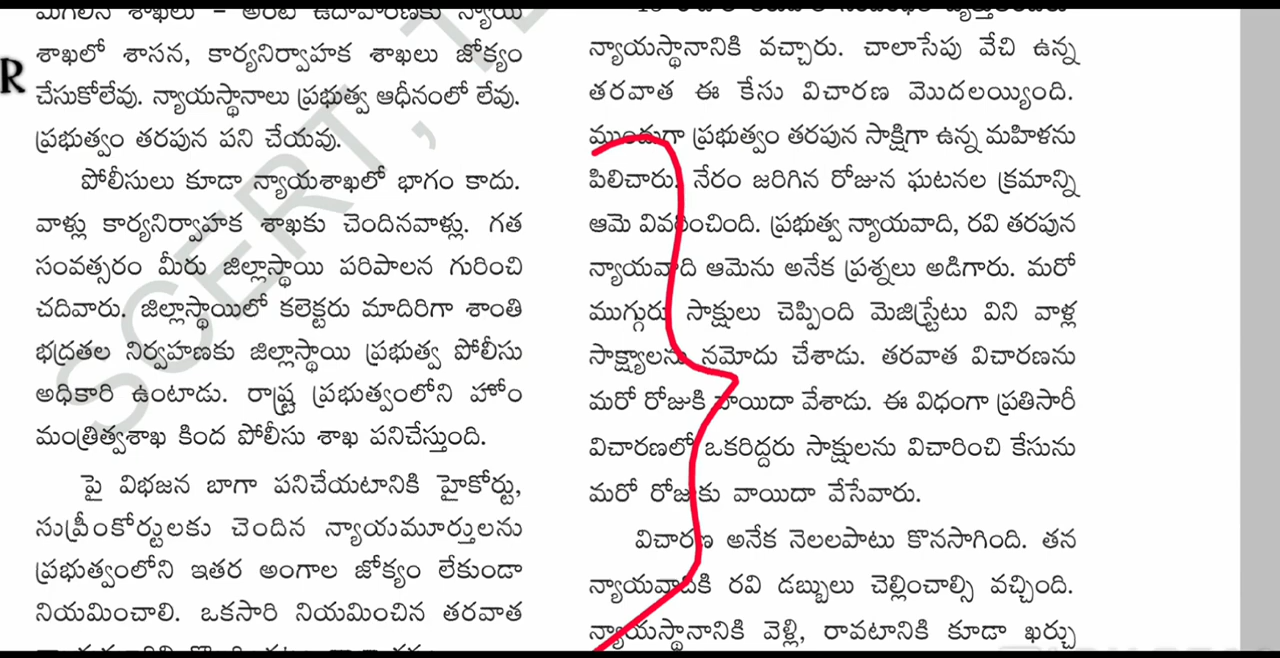 శాఖలో శాసన, కార్యనిర్వాహక శాఖలు జోక్యం
చేసుకోలేవు. న్యాయస్థానాలు ప్రభుత్వ ఆధీనంలో లేవు.
ప్రభుత్వం తరపున పని చేయవు.
పోలీసులు కూడా న్యాయశాఖలో భాగం కాదు.
వాళ్లు కార్యనిర్వాహక శాఖకు చెందినవాళ్లు. గత
సంవత్సరం మీరు జిల్లాస్థాయి పరిపాలన గురించి
చదివారు. జిల్లాస్థాయిలో కలెక్టరు మాదిరిగా శాంతి
భద్రతల నిర్వహణకు జిల్లాస్థాయి ప్రభుత్వ పోలీసు
అధికారి ఉంటాడు. రాష్ట్ర ప్రభుత్వంలోని హోం
మంత్రిత్వశాఖ కింద పోలీసు శాఖ పనిచేస్తుంది.
పై విభజన బాగా పనిచేయటానికి హైకోర్టు,
సుప్రీంకోర్టులకు చెందిన న్యాయమూర్తులను
ప్రభుత్వంలోని ఇతర అంగాల జోక్యం లేకుండా
నియమించాలి. ఒకసారి నియమించిన తరవాత
న్యాయస్థానానికి వచ్చారు. చాలాసేపు వేచి ఉన్న
తరవాత ఈ కేసు విచారణ మొదలయ్యింది.
ముందుగా ప్రభుత్వం తరపున సాక్షిగా ఉన్న మహిళను
పిలిచారు. నేరం జరిగిన రోజున ఘటనల క్రమాన్ని
ఆమె వివరించింది. ప్రభుత్వ న్యాయవాది, రవి తరపున
న్యాయవాది ఆమెను అనేక ప్రశ్నలు అడిగారు. మరో
ముగ్గురు సాక్షులు చెప్పింది మెజిస్ట్రేటు విని వాళ్ల
సాక్ష్యాలను నమోదు చేశాడు. తరవాత విచారణను
మరో రోజుకి వాయిదా వేశాడు. ఈ విధంగా ప్రతిసారీ
విచారణలో ఒకరిద్దరు సాక్షులను విచారించి కేసును
మరో రోజుకు వాయిదా వేసేవారు.
విచారణ అనేక నెలలపాటు కొనసాగింది. తన
న్యాయవాదికి రవి డబ్బులు చెల్లించాల్సి వచ్చింది.
న్యాయస్థానానికి వెళ్లి, రావటానికి కూడా ఖర్చు
R
SCERT, TE